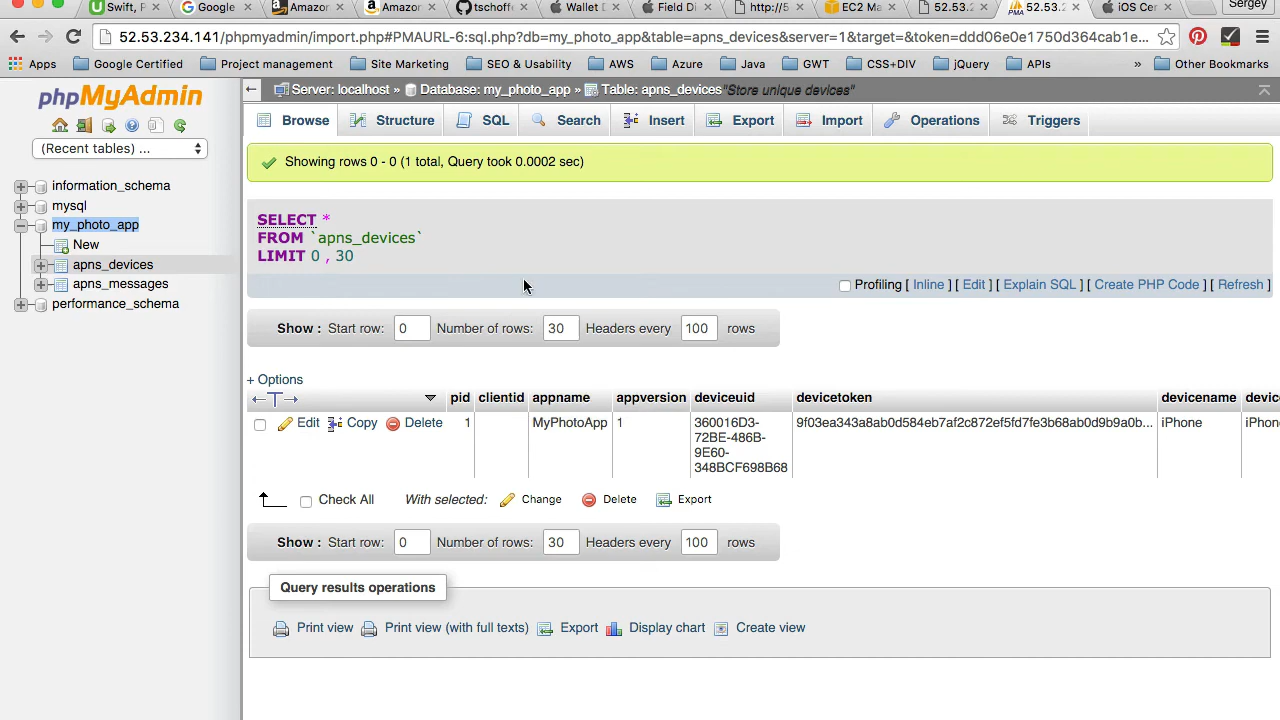 Swift, P
Google
Amazon
Amazon
tschoff
Wallet D
Field Di
http://5
EC2 Ma
52.53.
52.53.2
iOS Cer
Sergey
52.53.234.141/phpmyadmin/import.php#PMAURL-6:sql.php?db=my_photo_app&table=apns_devices&server=1&target=&token=ddd06e0e1750d364cab1e...
Apps Google Certified Project management Site Marketing SEO & Usability AWS Azure Java GWT CSS+DIV jQuery APIs » Other Bookmarks
phpMyAdmin
(Recent tables) ...
information_schema
mysql
my_photo_app
New
apns_devices
apns_messages
performance_schema
Server: localhost » Database: my_photo_app » Table: apns_devices "Store unique devices"
Browse Structure SQL Search Insert Export Import Operations Triggers
Showing rows 0 - 0 (1 total, Query took 0.0002 sec)
SELECT *
FROM `apns_devices`
LIMIT 0 , 30
Profiling [ Inline ] [ Edit ] [ Explain SQL ] [ Create PHP Code ] [ Refresh ]
Show : Start row: 0 Number of rows: 30 Headers every 100 rows
+ Options
←T→ pid clientid appname appversion deviceuid devicetoken devicename devic
Edit Copy Delete 1 MyPhotoApp 1 360016D3- 9f03ea343a8ab0d584eb7af2c872ef5fd7fe3b68ab0d9b9a0b... iPhone iPhon
72BE-486B-
9E60-
348BCF698B68
Check All With selected: Change Delete Export
Show : Start row: 0 Number of rows: 30 Headers every 100 rows
Query results operations
Print view Print view (with full texts) Export Display chart Create view